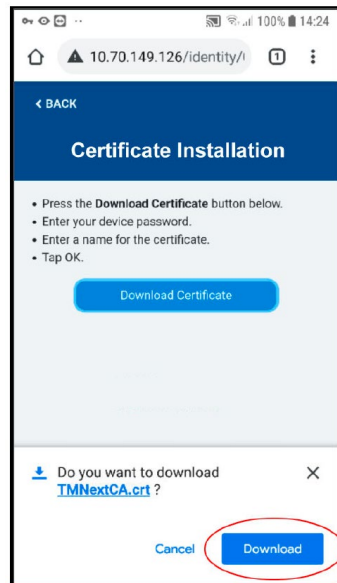 100% 14:24
10.70.149.126/identity/ 1
< BACK
Certificate Installation
• Press the Download Certificate button below.
• Enter your device password.
• Enter a name for the certificate.
• Tap OK.
Download Certificate
Do you want to download
TMNextCA.crt ?
Cancel Download